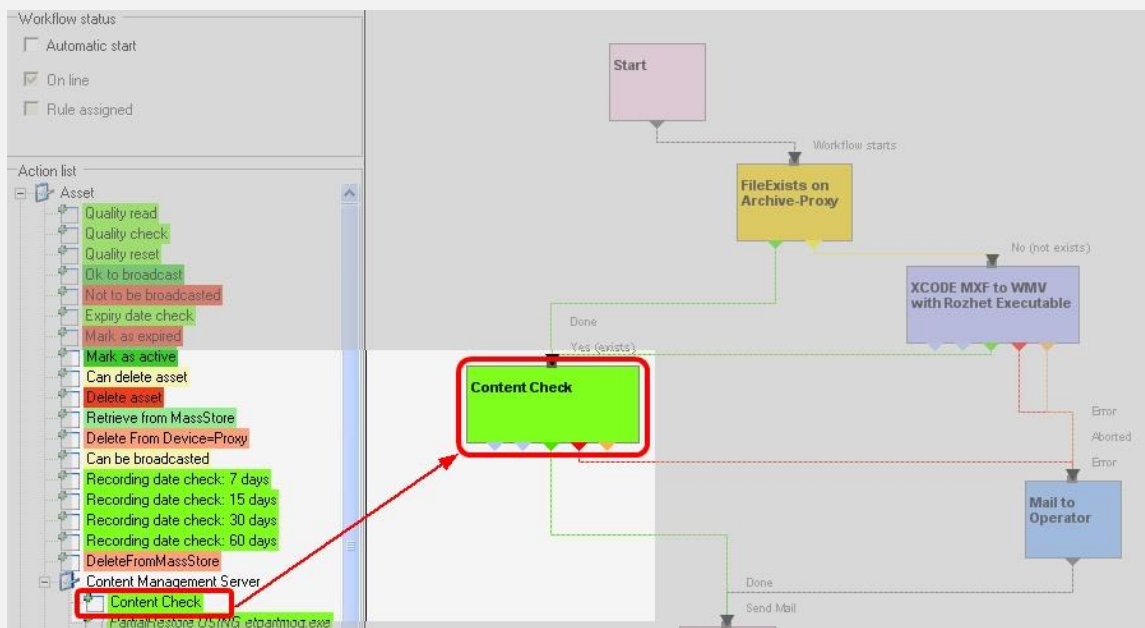 Workflow status
Automatic start
On line
Rule assigned
Action list
Asset
Quality read
Quality check
Quality reset
Ok to broadcast
Not to be broadcasted
Expiry date check
Mark as expired
Mark as active
Can delete asset
Delete asset
Retrieve from MassStore
Delete From Device=Proxy
Can be broadcasted
Recording date check: 7 days
Recording date check: 15 days
Recording date check: 30 days
Recording date check: 60 days
DeleteFromMassStore
Content Management Server
Content Check
PartialRestore USING etpartmog.exe
Start
Workflow starts
FileExists on
Archive-Proxy
No (not exists)
XCODE MXF to WMV
with Rozhet Executable
Done
Yes (exists)
Content Check
Error
Aborted
Error
Mail to
Operator
Done
Send Mail